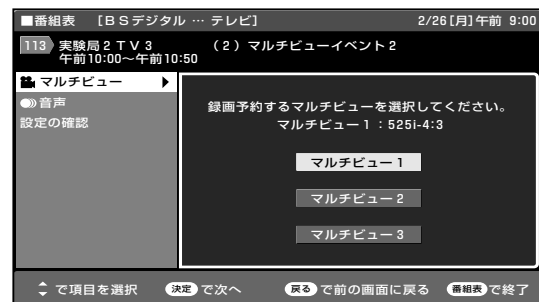 ■番組表 [BSデジタル … テレビ] 2/26[月]午前 9:00
113 実験局2TV3 (2)マルチビューイベント2
午前10:00~午前10:50
マルチビュー ▶
音声
設定の確認
録画予約するマルチビューを選択してください。
マルチビュー1:525i-4:3
マルチビュー1
マルチビュー2
マルチビュー3
で項目を選択 決定 で次へ 戻る で前の画面に戻る 番組表 で終了